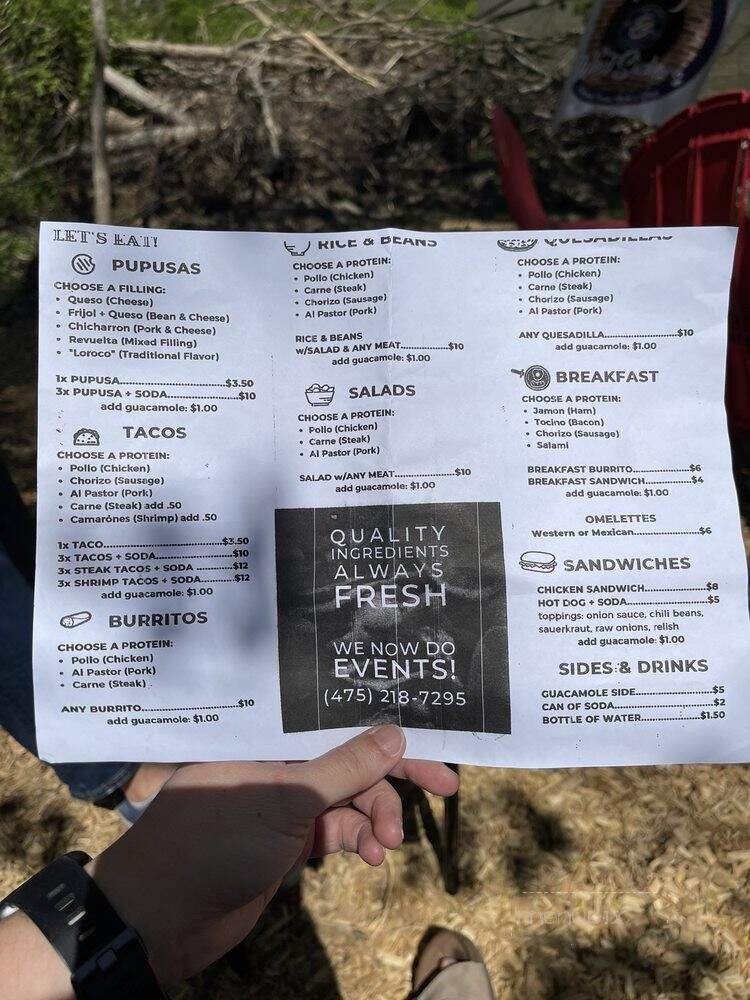 LET'S EAT!
PUPUSAS
CHOOSE A FILLING:
• Queso (Cheese)
• Frijol + Queso (Bean & Cheese)
• Chicharron (Pork & Cheese)
• Revuelta (Mixed Filling)
• "Loroco" (Traditional Flavor)
1x PUPUSA..............................$3.50
3x PUPUSA + SODA....................$10
add guacamole: $1.00
TACOS
CHOOSE A PROTEIN:
• Pollo (Chicken)
• Chorizo (Sausage)
• Al Pastor (Pork)
• Carne (Steak) add .50
• Camarones (Shrimp) add .50
1x TACO..............................$3.50
3x TACOS + SODA....................$10
3x STEAK TACOS + SODA ..........$12
3x SHRIMP TACOS + SODA.........$12
add guacamole: $1.00
BURRITOS
CHOOSE A PROTEIN:
• Pollo (Chicken)
• Al Pastor (Pork)
• Carne (Steak)
ANY BURRITO..........................$10
add guacamole: $1.00
RICE & BEANS
CHOOSE A PROTEIN:
• Pollo (Chicken)
• Carne (Steak)
• Chorizo (Sausage)
• Al Pastor (Pork)
RICE & BEANS
w/SALAD & ANY MEAT..............$10
add guacamole: $1.00
SALADS
CHOOSE A PROTEIN:
• Pollo (Chicken)
• Carne (Steak)
• Al Pastor (Pork)
SALAD w/ANY MEAT.................$10
add guacamole: $1.00
QUALITY
INGREDIENTS
ALWAYS
FRESH
WE NOW DO
EVENTS!
(475) 218-7295
QUESADILLAS
CHOOSE A PROTEIN:
• Pollo (Chicken)
• Carne (Steak)
• Chorizo (Sausage)
• Al Pastor (Pork)
ANY QUESADILLA.....................$10
add guacamole: $1.00
BREAKFAST
CHOOSE A PROTEIN:
• Jamon (Ham)
• Tocino (Bacon)
• Chorizo (Sausage)
• Salami
BREAKFAST BURRITO................$6
BREAKFAST SANDWICH..............$4
add guacamole: $1.00
OMELETTES
Western or Mexican..................$6
SANDWICHES
CHICKEN SANDWICH.................$8
HOT DOG + SODA.....................$5
toppings: onion sauce, chili beans,
sauerkraut, raw onions, relish
add guacamole: $1.00
SIDES & DRINKS
GUACAMOLE SIDE.....................$5
CAN OF SODA..........................$2
BOTTLE OF WATER...................$1.50